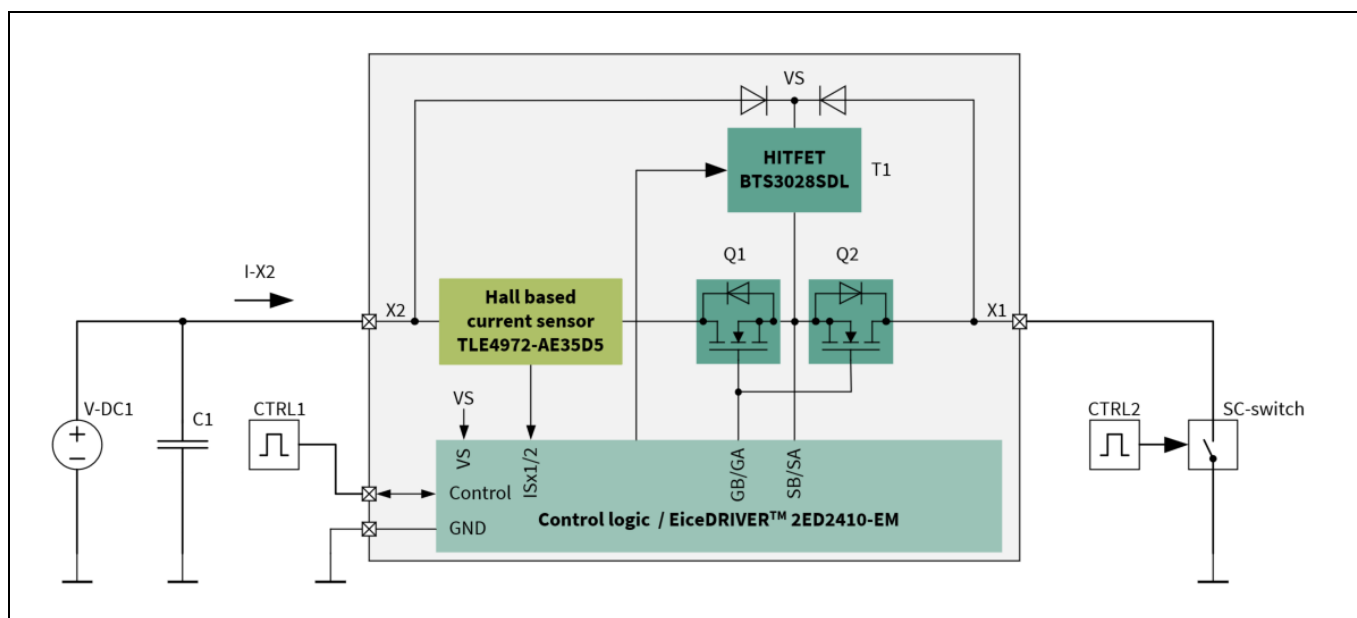 VS
HITFET
BTS3028SDL
T1
Q1
Q2
I-X2
X2
Hall based
current sensor
TLE4972-AE35D5
X1
V-DC1
C1
CTRL1
VS
CTRL2
SC-switch
VS
ISx1/2
GB/GA
SB/SA
Control
GND
Control logic / EiceDRIVER™ 2ED2410-EM